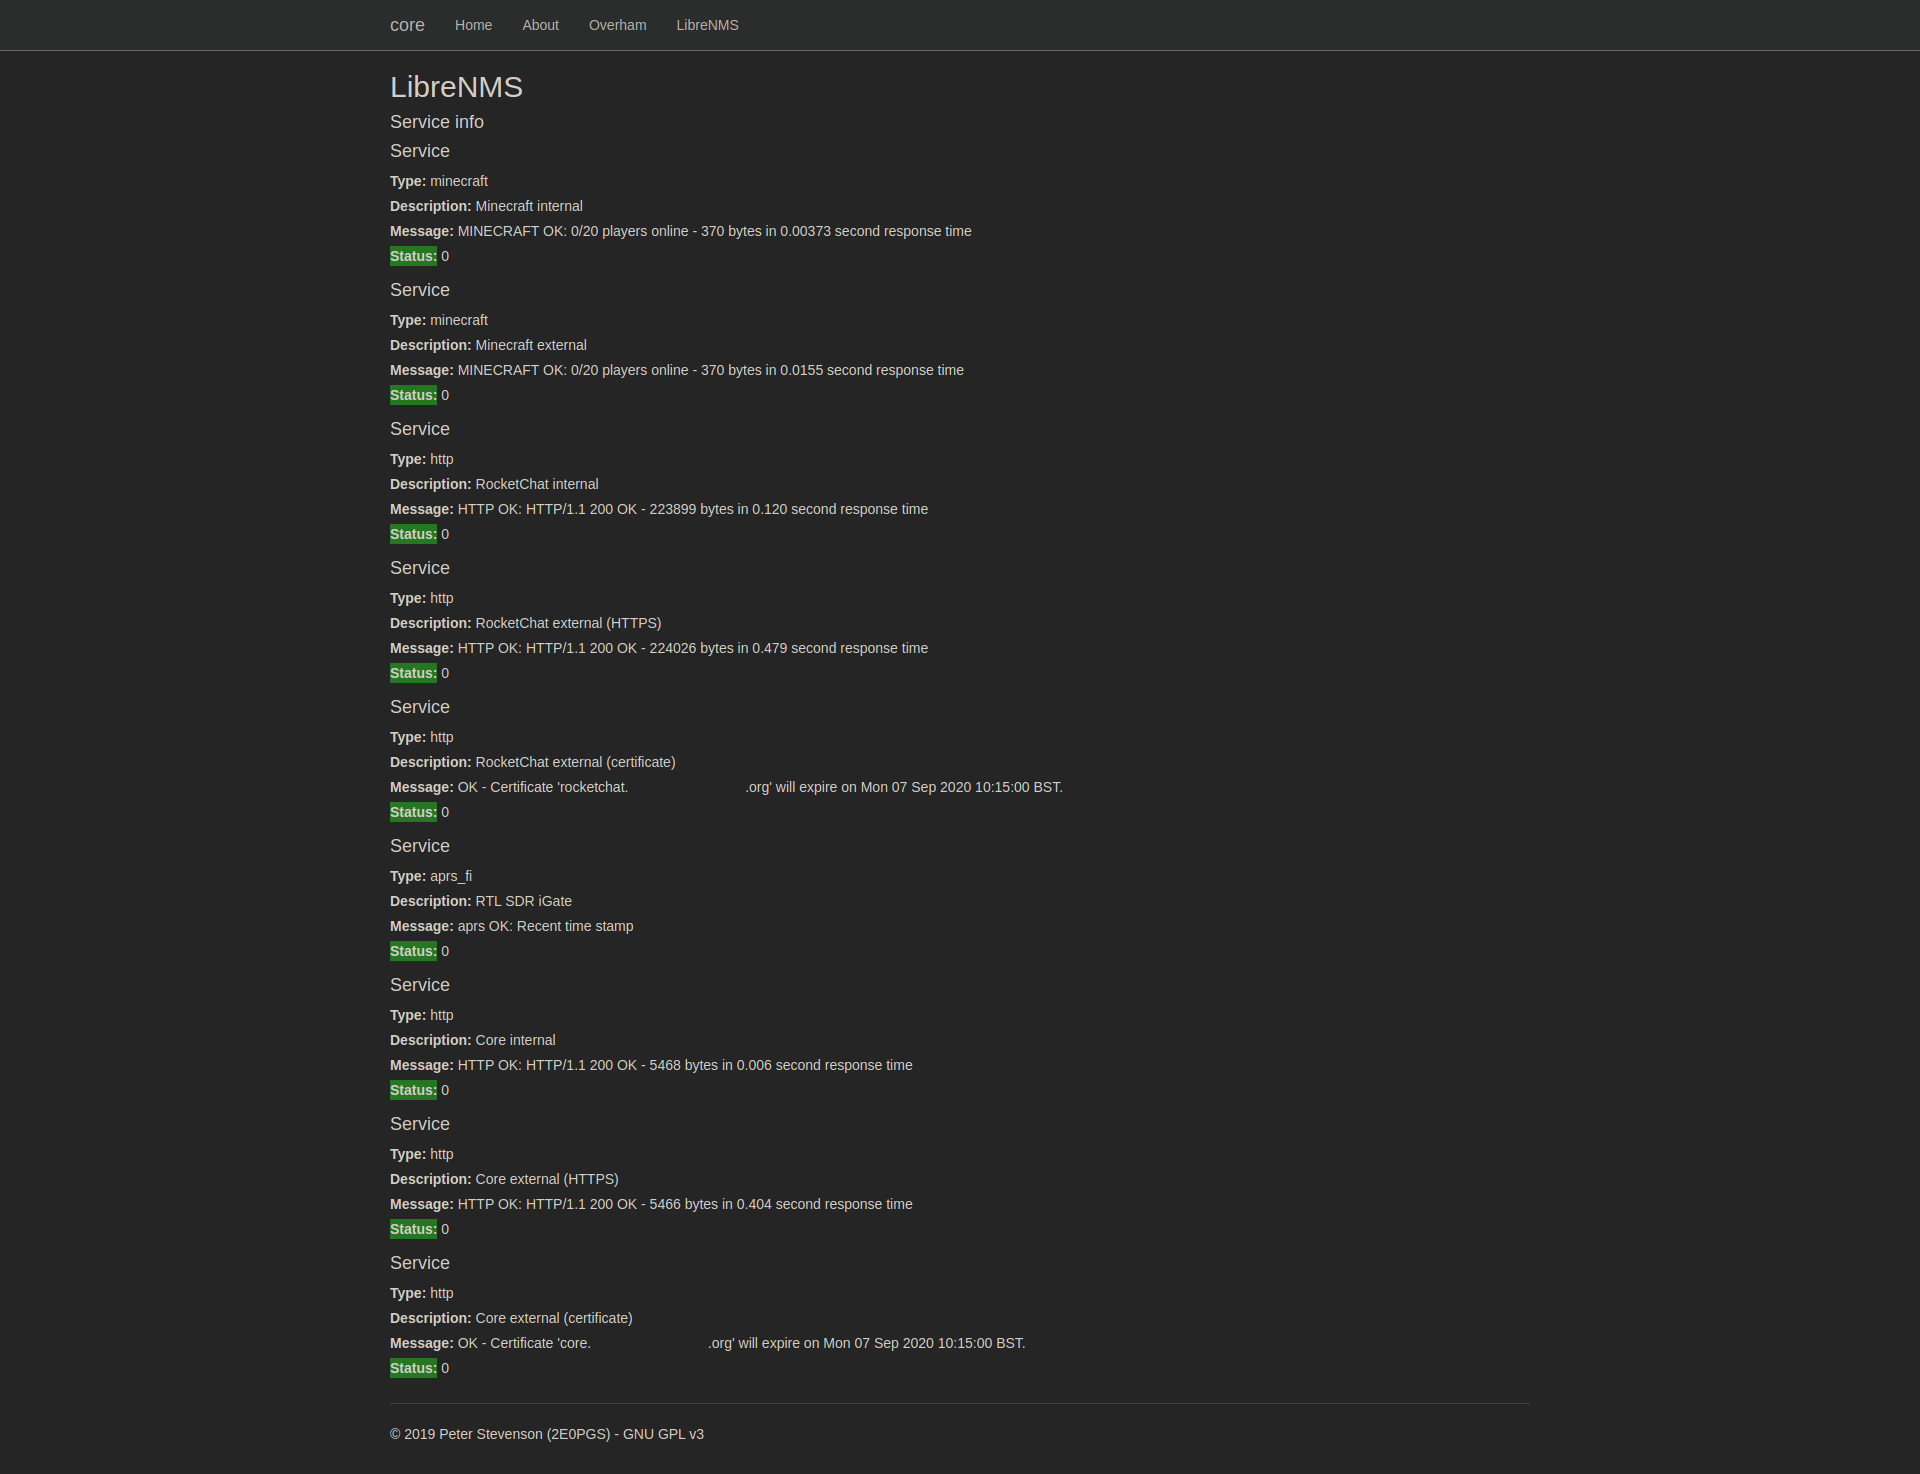 core Home About Overham LibreNMS
LibreNMS
Service info
Service
Type: minecraft
Description: Minecraft internal
Message: MINECRAFT OK: 0/20 players online - 370 bytes in 0.00373 second response time
Status: 0
Service
Type: minecraft
Description: Minecraft external
Message: MINECRAFT OK: 0/20 players online - 370 bytes in 0.0155 second response time
Status: 0
Service
Type: http
Description: RocketChat internal
Message: HTTP OK: HTTP/1.1 200 OK - 223899 bytes in 0.120 second response time
Status: 0
Service
Type: http
Description: RocketChat external (HTTPS)
Message: HTTP OK: HTTP/1.1 200 OK - 224026 bytes in 0.479 second response time
Status: 0
Service
Type: http
Description: RocketChat external (certificate)
Message: OK - Certificate 'rocketchat. .org' will expire on Mon 07 Sep 2020 10:15:00 BST.
Status: 0
Service
Type: aprs_fi
Description: RTL SDR iGate
Message: aprs OK: Recent time stamp
Status: 0
Service
Type: http
Description: Core internal
Message: HTTP OK: HTTP/1.1 200 OK - 5468 bytes in 0.006 second response time
Status: 0
Service
Type: http
Description: Core external (HTTPS)
Message: HTTP OK: HTTP/1.1 200 OK - 5466 bytes in 0.404 second response time
Status: 0
Service
Type: http
Description: Core external (certificate)
Message: OK - Certificate 'core. .org' will expire on Mon 07 Sep 2020 10:15:00 BST.
Status: 0
© 2019 Peter Stevenson (2E0PGS) - GNU GPL v3